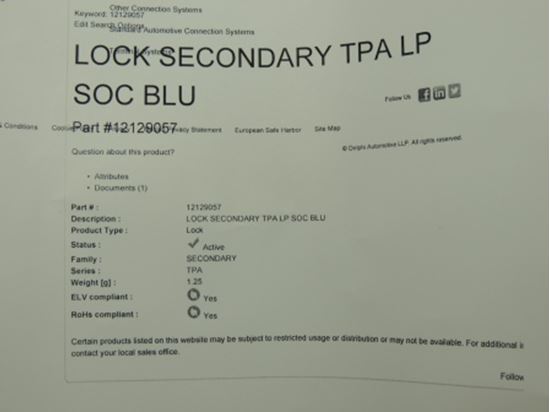 Other Connection Systems
Keyword: 12129057
Edit Search Options
Standard Automotive Connection Systems
LOCK SECONDARY TPA LP
SOC BLU
Follow Us
Part #12129057
& Conditions Privacy Statement European Safe Harbor Site Map
© Delphi Automotive LLP. All rights reserved.
Question about this product?
• Attributes
• Documents (1)
Part # : 12129057
Description : LOCK SECONDARY TPA LP SOC BLU
Product Type : Lock
Status : Active
Family : SECONDARY
Series : TPA
Weight [g] : 1.25
ELV compliant : Yes
RoHs compliant : Yes
Certain products listed on this website may be subject to restricted usage or distribution or may not be available. For additional
contact your local sales office.
Follow